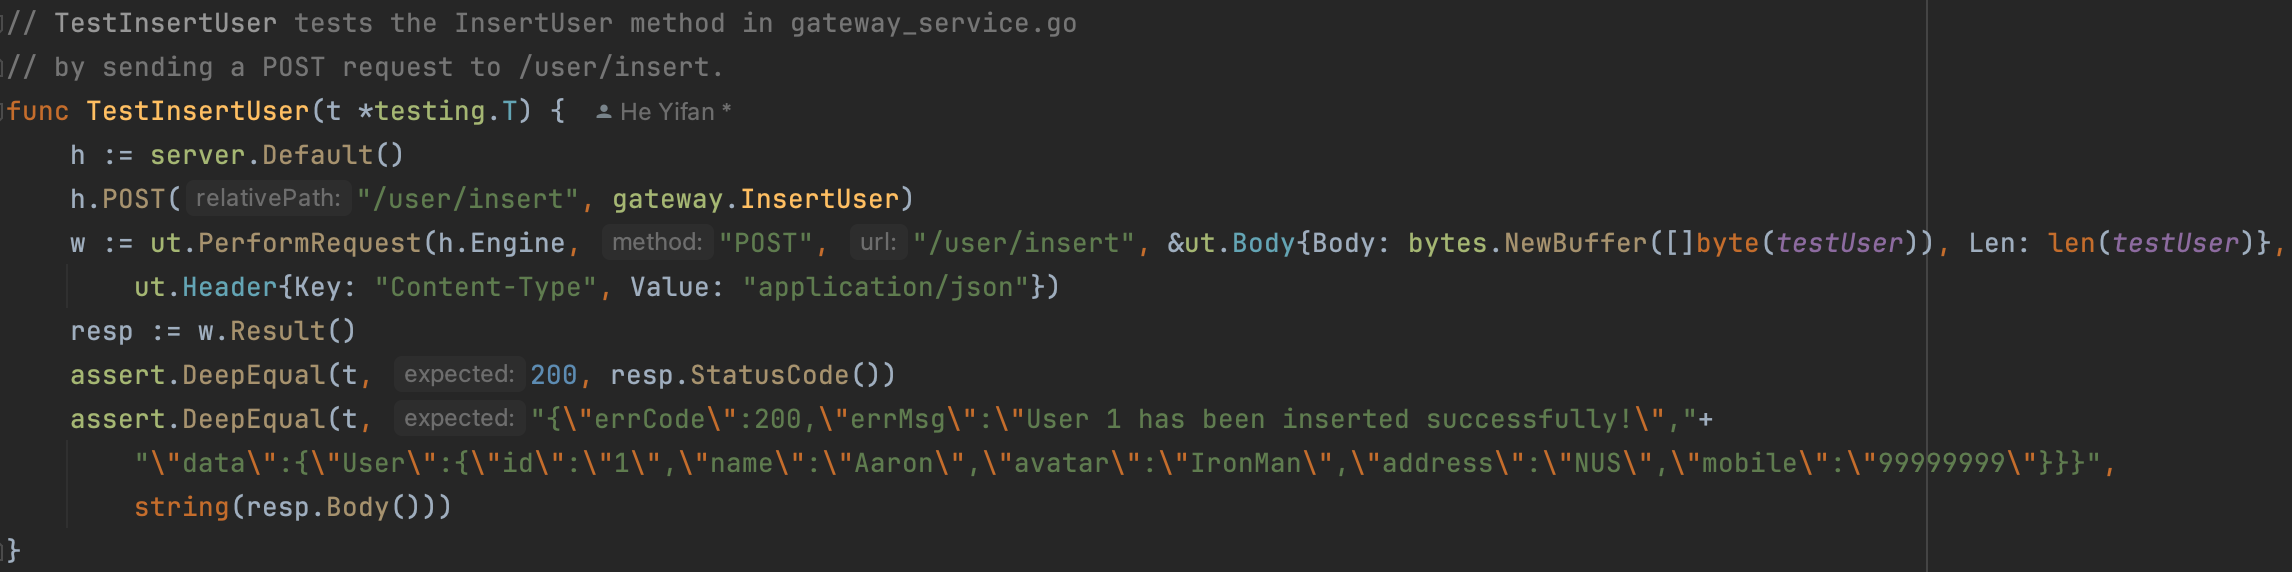 // TestInsertUser tests the InsertUser method in gateway_service.go
// by sending a POST request to /user/insert.
func TestInsertUser(t *testing.T) { He Yifan *
    h := server.Default()
    h.POST( relativePath: "/user/insert", gateway.InsertUser)
    w := ut.PerformRequest(h.Engine, method: "POST", url: "/user/insert", &ut.Body{Body: bytes.NewBuffer([]byte(testUser)), Len: len(testUser)},
        ut.Header{Key: "Content-Type", Value: "application/json"})
    resp := w.Result()
    assert.DeepEqual(t, expected: 200, resp.StatusCode())
    assert.DeepEqual(t, expected: "{\"errCode\":200,\"errMsg\":\"User 1 has been inserted successfully!\","+
        "\"data\":{\"User\":{\"id\":\"1\",\"name\":\"Aaron\",\"avatar\":\"IronMan\",\"address\":\"NUS\",\"mobile\":\"99999999\"}}}",
        string(resp.Body()))
}